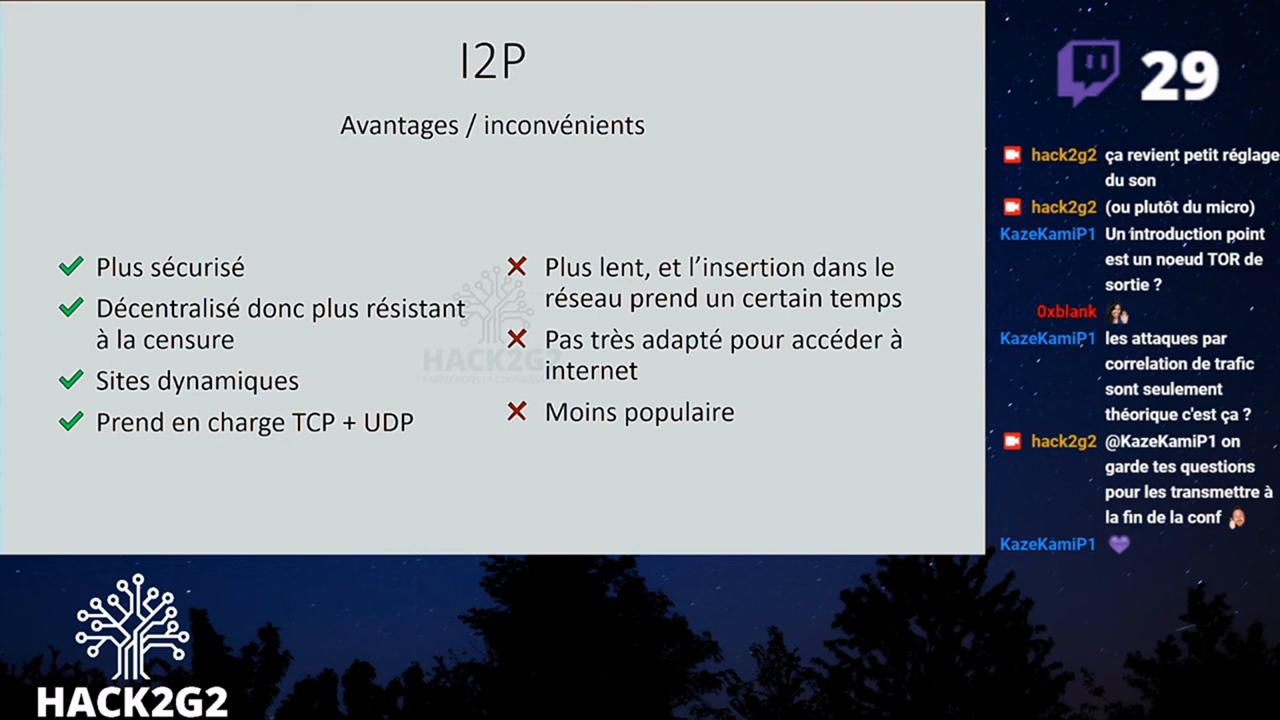 I2P
Avantages / inconvénients
Plus sécurisé
Décentralisé donc plus résistant
à la censure
Sites dynamiques
Prend en charge TCP + UDP
Plus lent, et l'insertion dans le
réseau prend un certain temps
Pas très adapté pour accéder à
internet
Moins populaire
HACK2G2
29
hack2g2 ça revient petit réglage
du son
hack2g2 (ou plutôt du micro)
KazeKamiP1 Un introduction point
est un noeud TOR de
sortie ?
0xblank
KazeKamiP1 les attaques par
correlation de trafic
sont seulement
théorique c'est ça ?
hack2g2 @KazeKamiP1 on
garde tes questions
pour les transmettre à
la fin de la conf
KazeKamiP1
HACK2G2